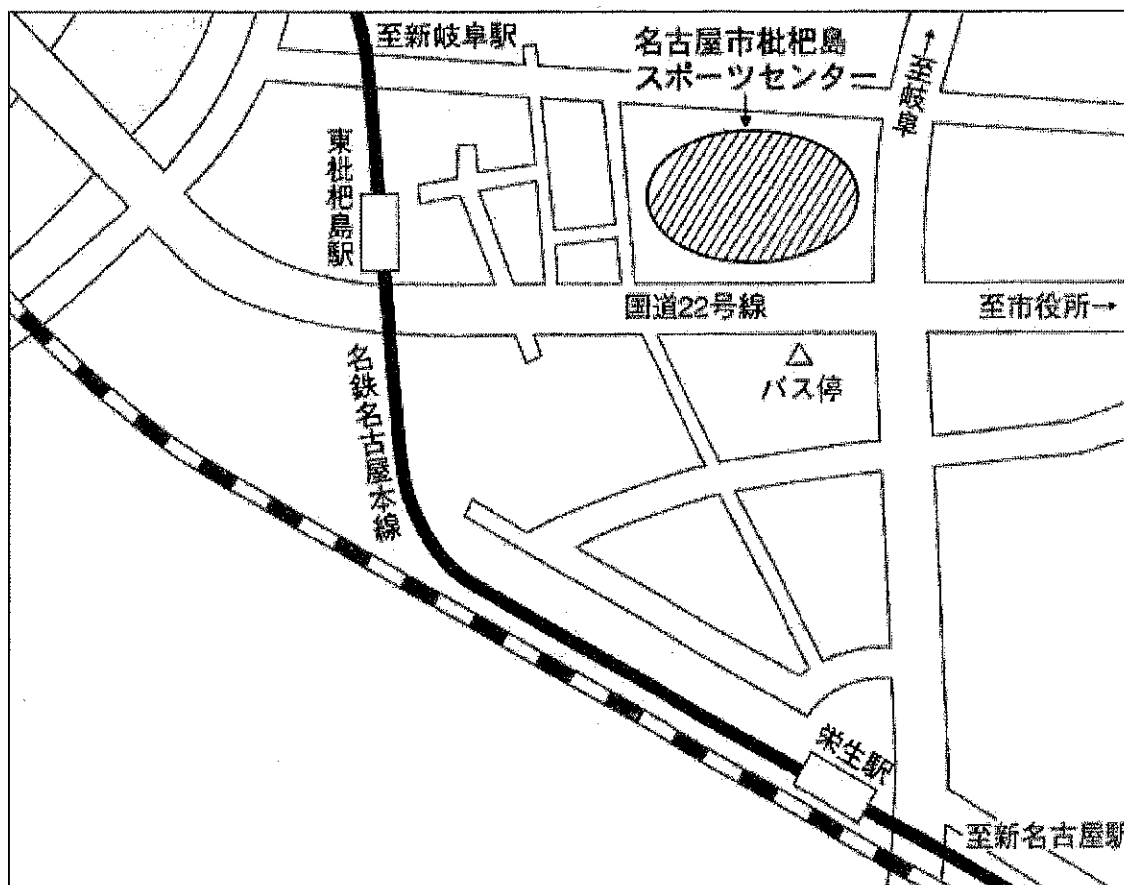 至新岐阜駅
名古屋市枇杷島
スポーツセンター
至岐阜
東枇杷島駅
国道22号線
至市役所→
バス停
名鉄名古屋本線
栄生駅
至新名古屋駅